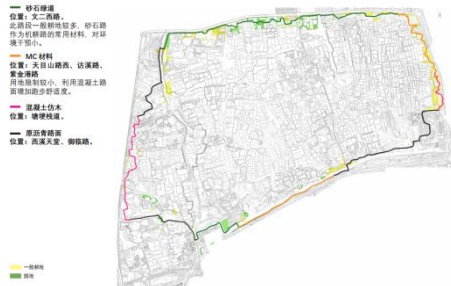 砂石绿道
位置：文二西路。
此路段一般耕地较多，砂石路
作为机耕路的常用材料，对环
境干预小。
MC 材料
位置：天目山路西、访溪路、
紫金港路
用地限制较小，利用混凝土路
面增加跑步舒适度。
混凝土仿木
位置：塘埂栈道。
原沥青路面
位置：西溪天堂、御临路。
一般耕地
园地